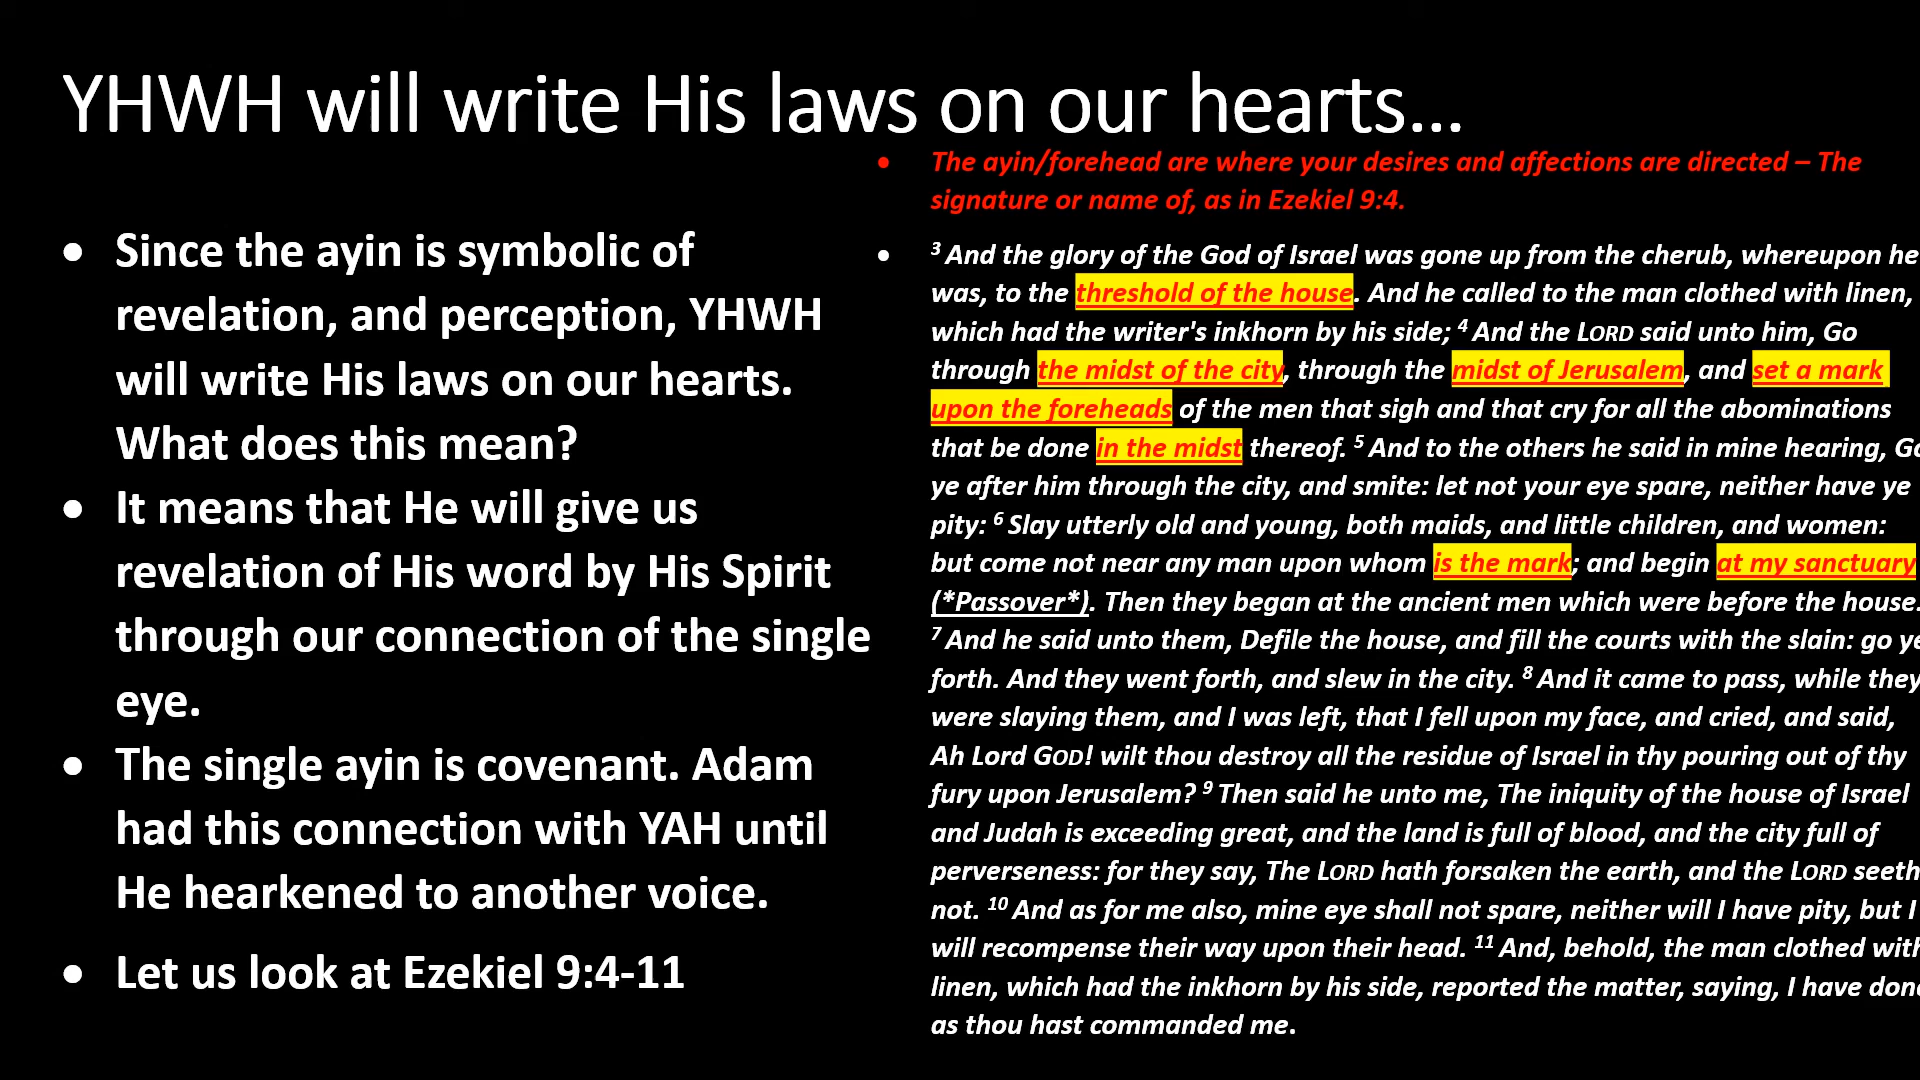 YHWH will write His laws on our hearts...
• Since the ayin is symbolic of
revelation, and perception, YHWH
will write His laws on our hearts.
What does this mean?
• It means that He will give us
revelation of His word by His Spirit
through our connection of the single
eye.
• The single ayin is covenant. Adam
had this connection with YAH until
He hearkened to another voice.
• Let us look at Ezekiel 9:4-11
• The ayin/forehead are where your desires and affections are directed – The
signature or name of, as in Ezekiel 9:4.
• 3 And the glory of the God of Israel was gone up from the cherub, whereupon he
was, to the threshold of the house. And he called to the man clothed with linen,
which had the writer's inkhorn by his side; 4 And the LORD said unto him, Go
through the midst of the city, through the midst of Jerusalem, and set a mark
upon the foreheads of the men that sigh and that cry for all the abominations
that be done in the midst thereof. 5 And to the others he said in mine hearing, Go
ye after him through the city, and smite: let not your eye spare, neither have ye
pity: 6 Slay utterly old and young, both maids, and little children, and women:
but come not near any man upon whom is the mark; and begin at my sanctuary
(*Passover*). Then they began at the ancient men which were before the house.
7 And he said unto them, Defile the house, and fill the courts with the slain: go ye
forth. And they went forth, and slew in the city. 8 And it came to pass, while they
were slaying them, and I was left, that I fell upon my face, and cried, and said,
Ah Lord GOD! wilt thou destroy all the residue of Israel in thy pouring out of thy
fury upon Jerusalem? 9 Then said he unto me, The iniquity of the house of Israel
and Judah is exceeding great, and the land is full of blood, and the city full of
perverseness: for they say, The LORD hath forsaken the earth, and the LORD seeth
not. 10 And as for me also, mine eye shall not spare, neither will I have pity, but I
will recompense their way upon their head. 11 And, behold, the man clothed with
linen, which had the inkhorn by his side, reported the matter, saying, I have done
as thou hast commanded me.